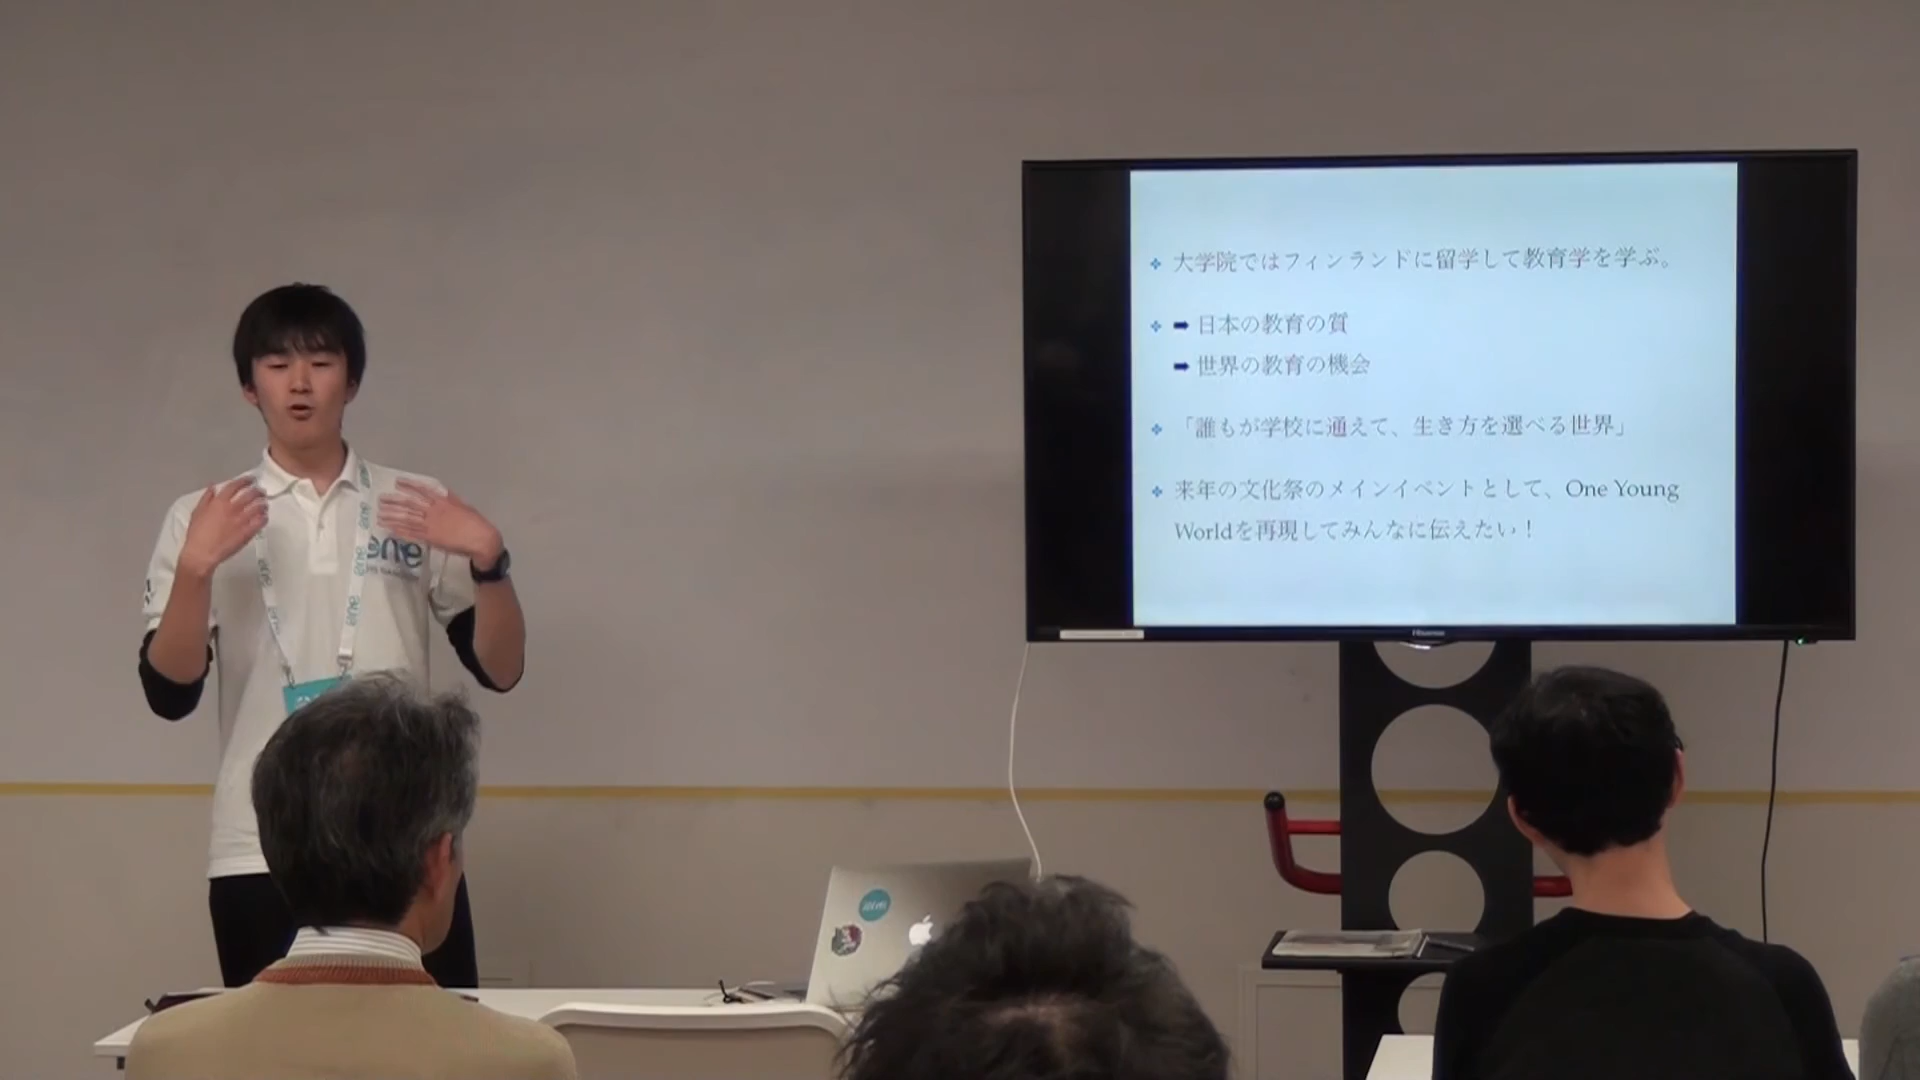 大学院ではフィンランドに留学して教育学を学ぶ。
➡ 日本の教育の質
➡ 世界の教育の機会
「誰もが学校に通えて、生き方を選べる世界」
来年の文化祭のメインイベントとして、One Young
Worldを再現してみんなに伝えたい！
Hisense